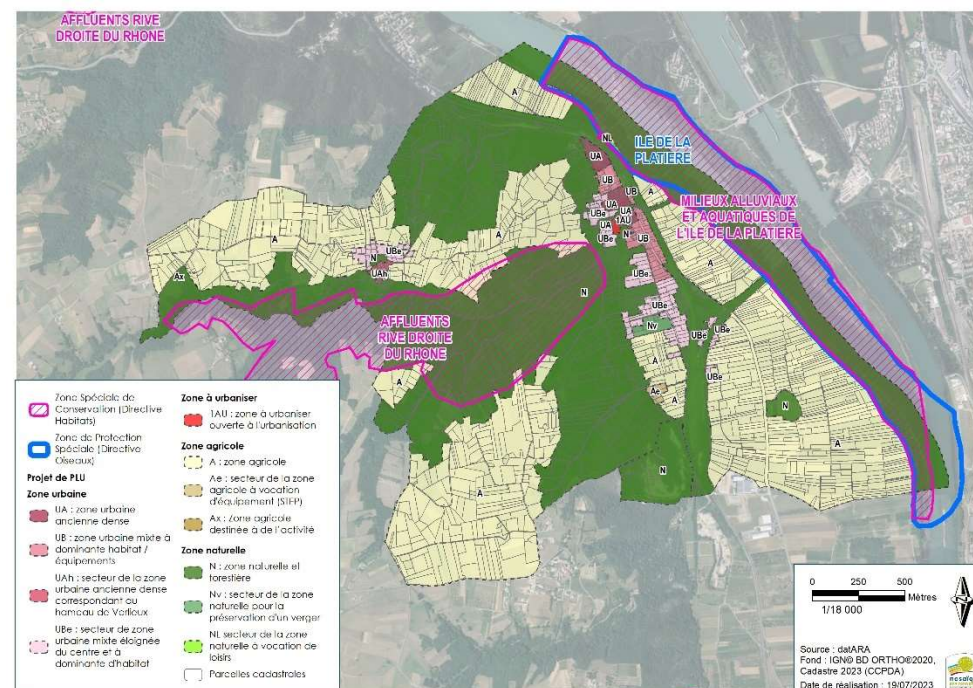 AFFLUENTS RIVE
DROITE DU RHONE
A
NL
ILE DE LA
PLATIERE
UA
UB
UB
A
UA
UBe
UA
UA
1AU
UBe
N
UB
MILIEUX ALLUVIAUX
ET AQUATIQUES DE
L'ILE DE LA PLATIERE
A
A
UBe
N
UAh
Ax
A
UBe
N
AFFLUENTS
RIVE DROITE
DU RHONE
UBe
UBe
UBe
Nv
UBe
A
A
Ae
A
N
A
N
A
Zone Spéciale de
Conservation (Directive
Habitats)
Zone de Protection
Spéciale (Directive
Oiseaux)
Projet de PLU
Zone urbaine
UA : zone urbaine
ancienne dense
UB : zone urbaine mixte à
dominante habitat /
équipements
UAh : secteur de la zone
urbaine ancienne dense
correspondant au
hameau de Verlieux
UBe : secteur de zone
urbaine mixte éloignée
du centre et à
dominante d'habitat
Zone à urbaniser
1AU : zone à urbaniser
ouverte à l'urbanisation
Zone agricole
A : zone agricole
Ae : secteur de la zone
agricole à vocation
d'équipement (STEP)
Ax : Zone agricole
destinée à de l'activité
Zone naturelle
N : zone naturelle et
forestière
Nv : secteur de la zone
naturelle pour la
préservation d'un verger
NL secteur de la zone
naturelle à vocation de
loisirs
Parcelles cadastrales
0 250 500
Mètres
1/18 000
Source : datARA
Fond : IGN© BD ORTHO®2020,
Cadastre 2023 (CCPDA)
Date de réalisation : 19/07/2023